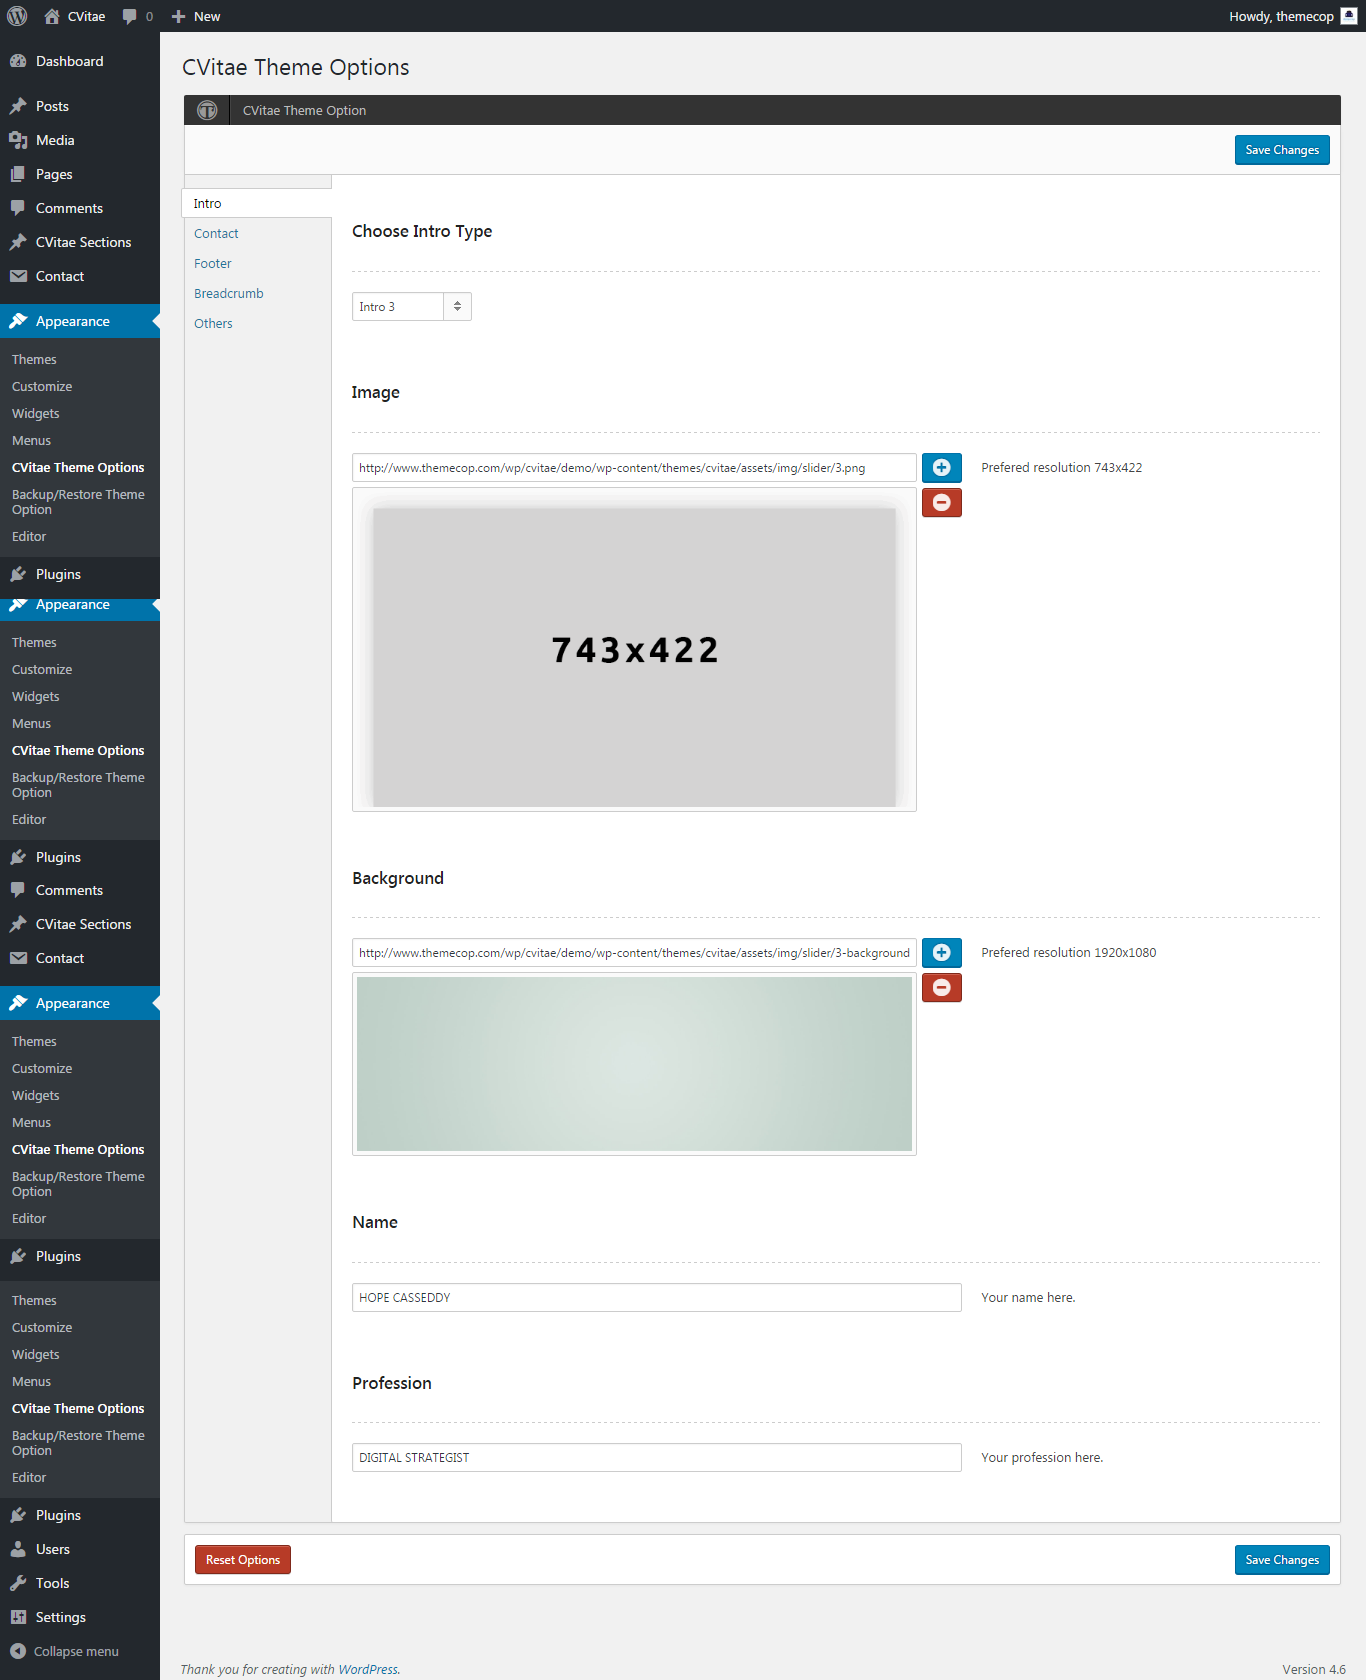 CVitae
0
New
Howdy, themecop
Dashboard
Posts
Media
Pages
Comments
CVitae Sections
Contact
Appearance
Themes
Customize
Widgets
Menus
CVitae Theme Options
Backup/Restore Theme
Option
Editor
Plugins
Appearance
Themes
Customize
Widgets
Menus
CVitae Theme Options
Backup/Restore Theme
Option
Editor
Plugins
Comments
CVitae Sections
Contact
Appearance
Themes
Customize
Widgets
Menus
CVitae Theme Options
Backup/Restore Theme
Option
Editor
Plugins
Themes
Customize
Widgets
Menus
CVitae Theme Options
Backup/Restore Theme
Option
Editor
Plugins
Users
Tools
Settings
Collapse menu
CVitae Theme Options
CVitae Theme Option
Save Changes
Intro
Contact
Footer
Breadcrumb
Others
Choose Intro Type
Intro 3
Image
http://www.themecop.com/wp/cvitae/demo/wp-content/themes/cvitae/assets/img/slider/3.png
Prefered resolution 743x422
743x422
Background
http://www.themecop.com/wp/cvitae/demo/wp-content/themes/cvitae/assets/img/slider/3-background
Prefered resolution 1920x1080
Name
HOPE CASSEDDY
Your name here.
Profession
DIGITAL STRATEGIST
Your profession here.
Reset Options
Save Changes
Thank you for creating with WordPress.
Version 4.6